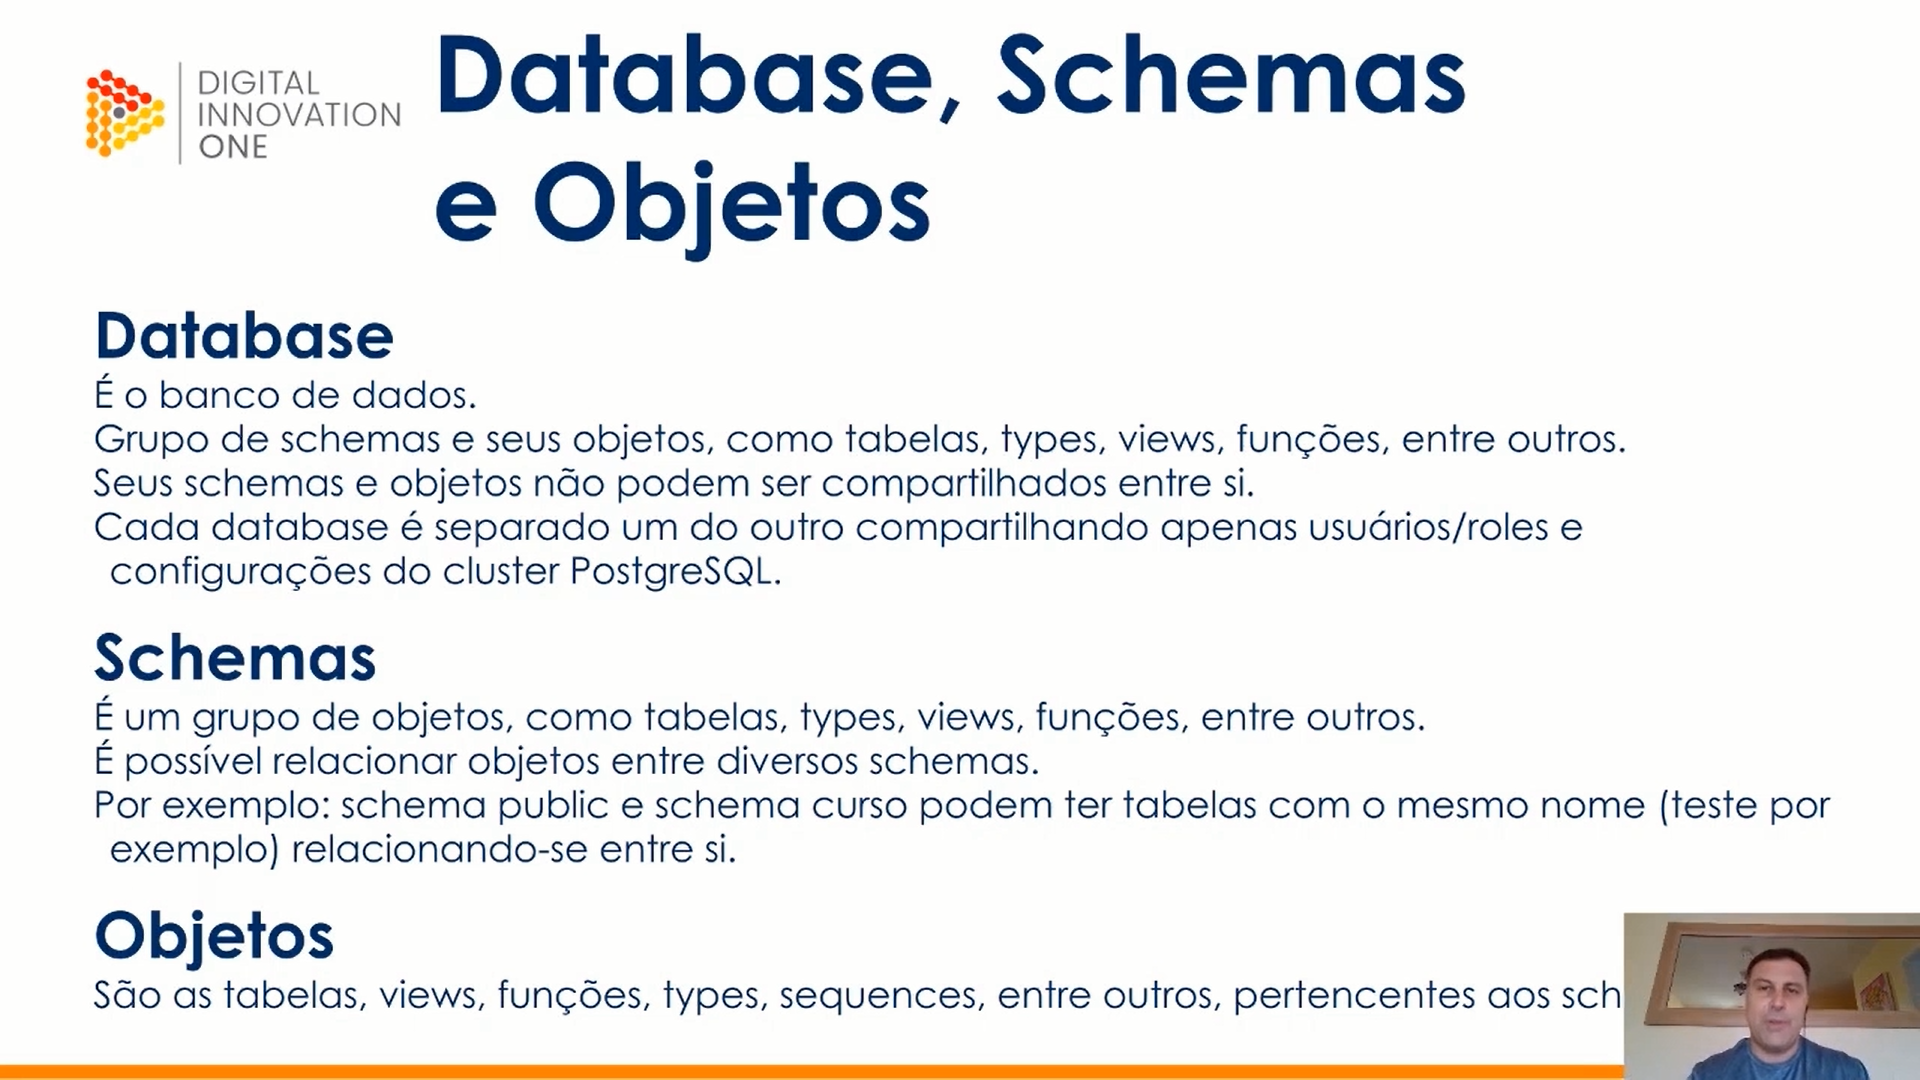 DIGITAL
INNOVATION
ONE
Database, Schemas
e Objetos
Database
É o banco de dados.
Grupo de schemas e seus objetos, como tabelas, types, views, funções, entre outros.
Seus schemas e objetos não podem ser compartilhados entre si.
Cada database é separado um do outro compartilhando apenas usuários/roles e
configurações do cluster PostgreSQL.
Schemas
É um grupo de objetos, como tabelas, types, views, funções, entre outros.
É possível relacionar objetos entre diversos schemas.
Por exemplo: schema public e schema curso podem ter tabelas com o mesmo nome (teste por
exemplo) relacionando-se entre si.
Objetos
São as tabelas, views, funções, types, sequences, entre outros, pertencentes aos